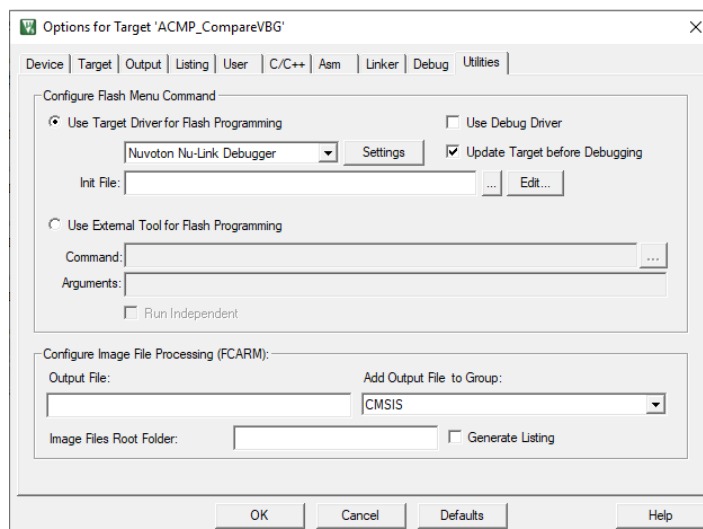 Options for Target 'ACMP_CompareVBG'
Device | Target | Output | Listing | User | C/C++ | Asm | Linker | Debug | Utilities
Configure Flash Menu Command
Use Target Driver for Flash Programming
Use Debug Driver
Nuvoton Nu-Link Debugger
Settings
Update Target before Debugging
Init File:
...
Edit...
Use External Tool for Flash Programming
Command:
...
Arguments:
Run Independent
Configure Image File Processing (FCARM):
Output File:
Add Output File to Group:
CMSIS
Image Files Root Folder:
Generate Listing
OK
Cancel
Defaults
Help